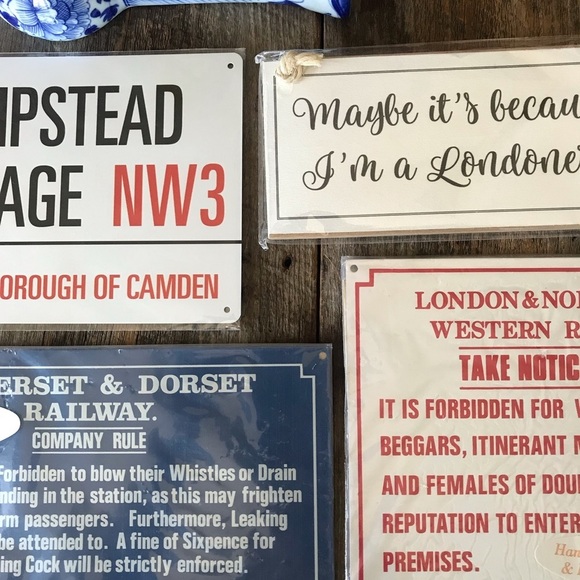 IPSTEAD
AGE NW3
OROUGH OF CAMDEN
Maybe it's becau
I'm a Londone
ERSET & DORSET
RAILWAY.
COMPANY RULE
Forbidden to blow their Whistles or Drain
nding in the station, as this may frighten
rm passengers. Furthermore, Leaking
be attended to. A fine of Sixpence for
ing Cock will be strictly enforced.
LONDON & NO
WESTERN R
TAKE NOTIC
IT IS FORBIDDEN FOR
BEGGARS, ITINERANT
AND FEMALES OF DOU
REPUTATION TO ENTER
PREMISES.
Han
&